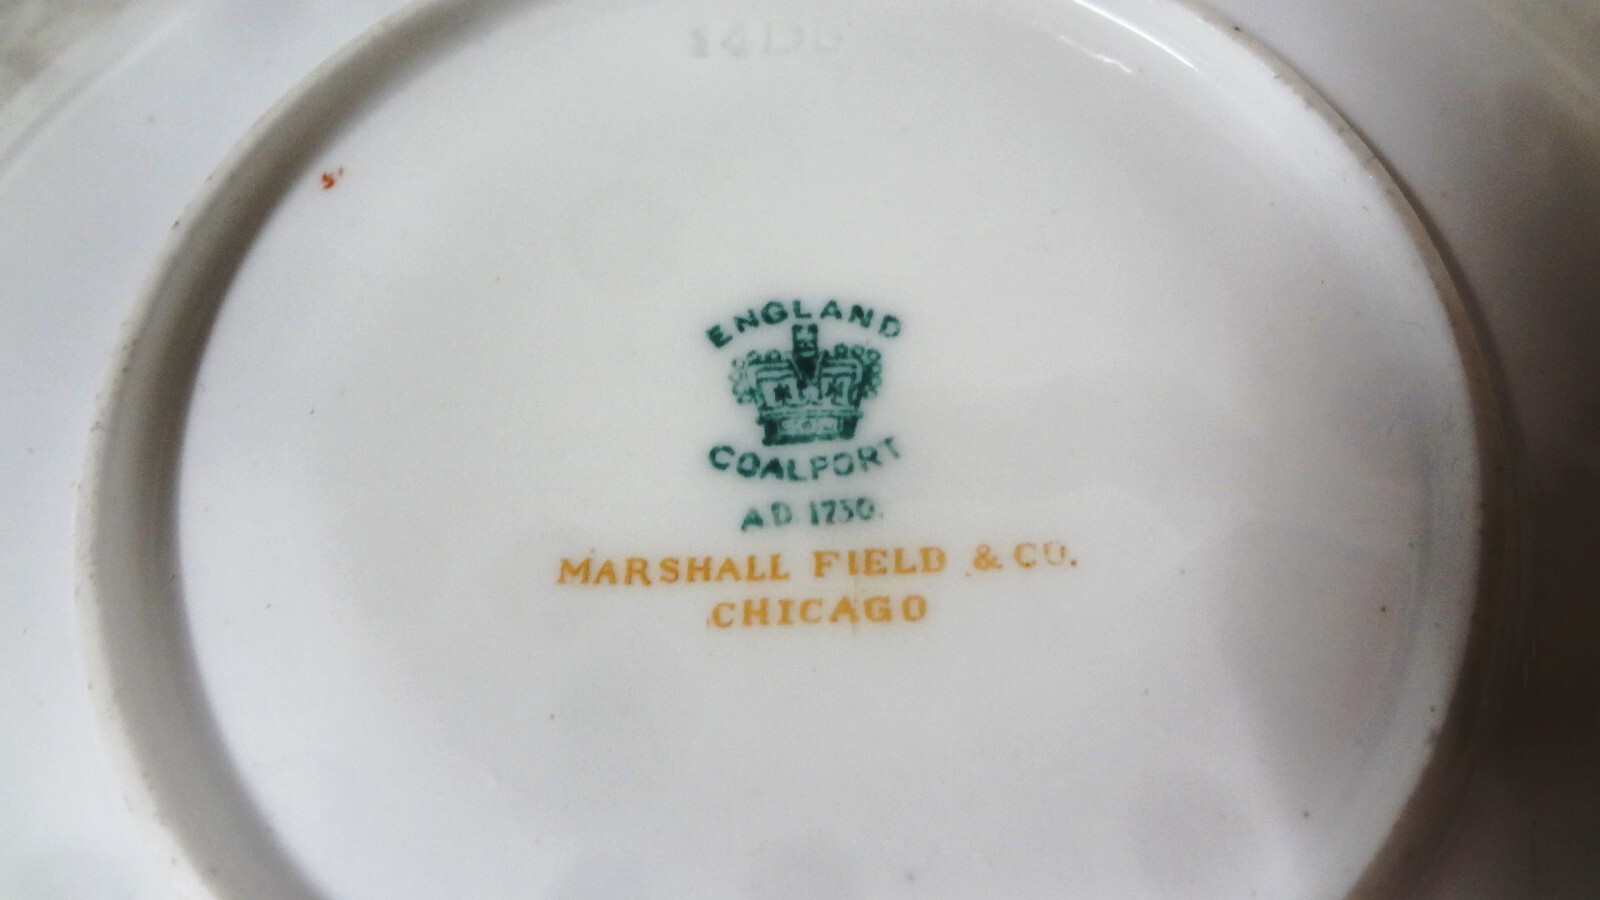 ENGLAND
COALPORT
AD 1750.
MARSHALL FIELD & CO.
CHICAGO